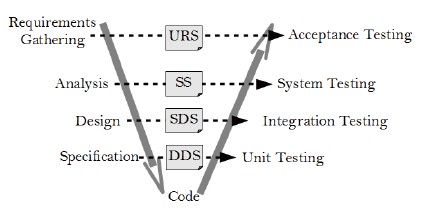 Requirements
Gathering
URS
Acceptance Testing
Analysis
SS
System Testing
Design
SDS
Integration Testing
Specification
DDS
Unit Testing
Code